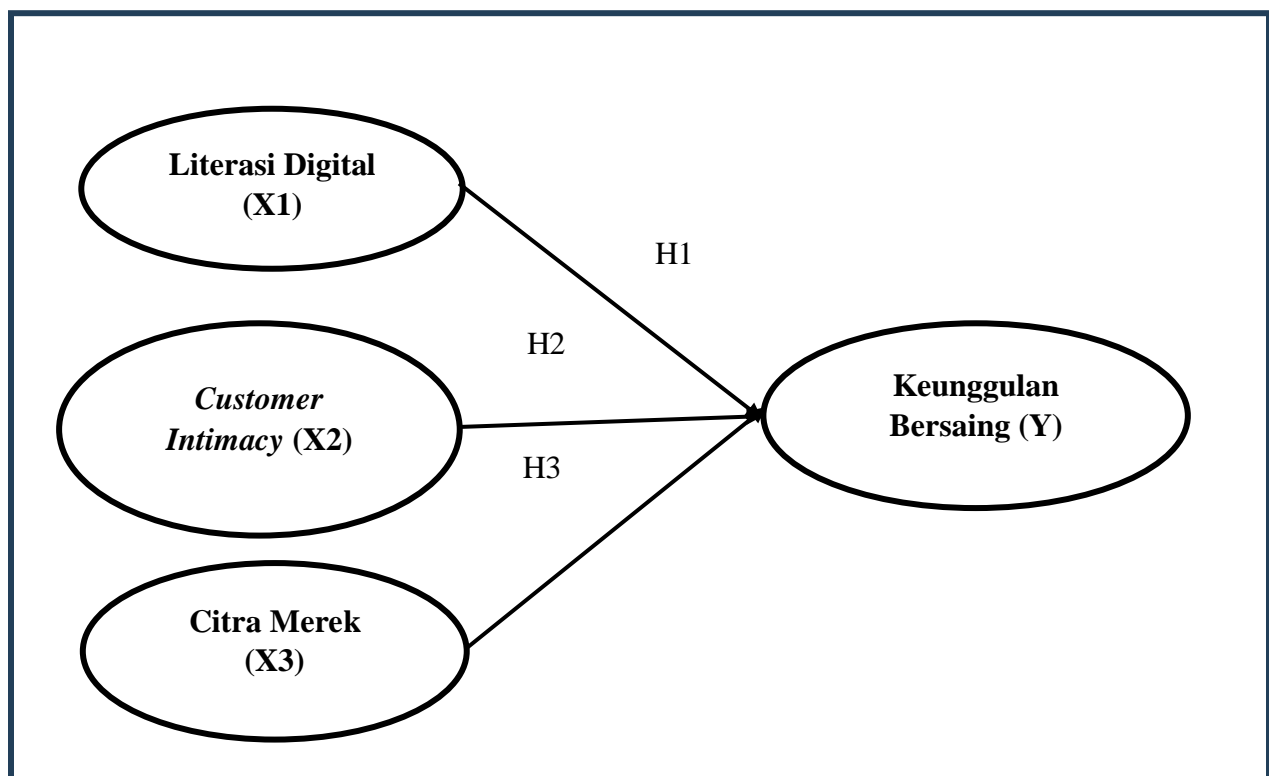 Literasi Digital
(X1)
H1
H2
Customer
Intimacy (X2)
Keunggulan
Bersaing (Y)
H3
Citra Merek
(X3)